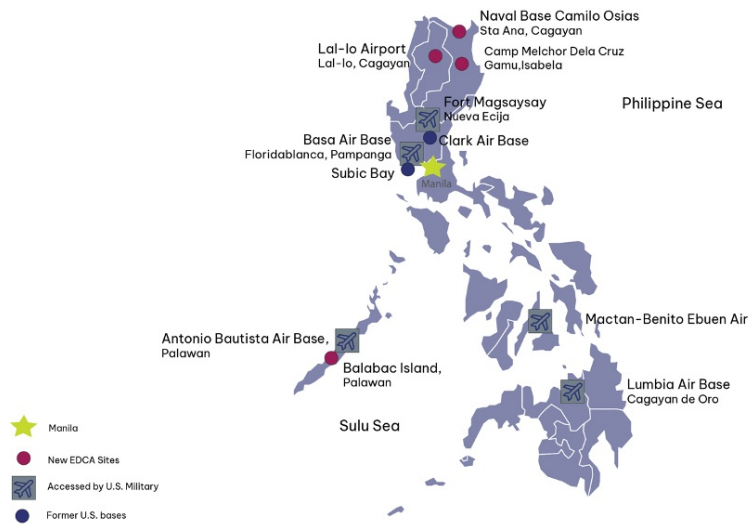 Naval Base Camilo Osias
Sta Ana, Cagayan
Lal-lo Airport
Lal-lo, Cagayan
Camp Melchor Dela Cruz
Gamu,Isabela
Fort Magsaysay
Nueva Ecija
Philippine Sea
Basa Air Base
Floridablanca, Pampanga
Clark Air Base
Subic Bay
Manila
Mactan-Benito Ebuen Air
Antonio Bautista Air Base,
Palawan
Balabac Island,
Palawan
Lumbia Air Base
Cagayan de Oro
Sulu Sea
Manila
New EDCA Sites
Accessed by U.S. Military
Former U.S. bases